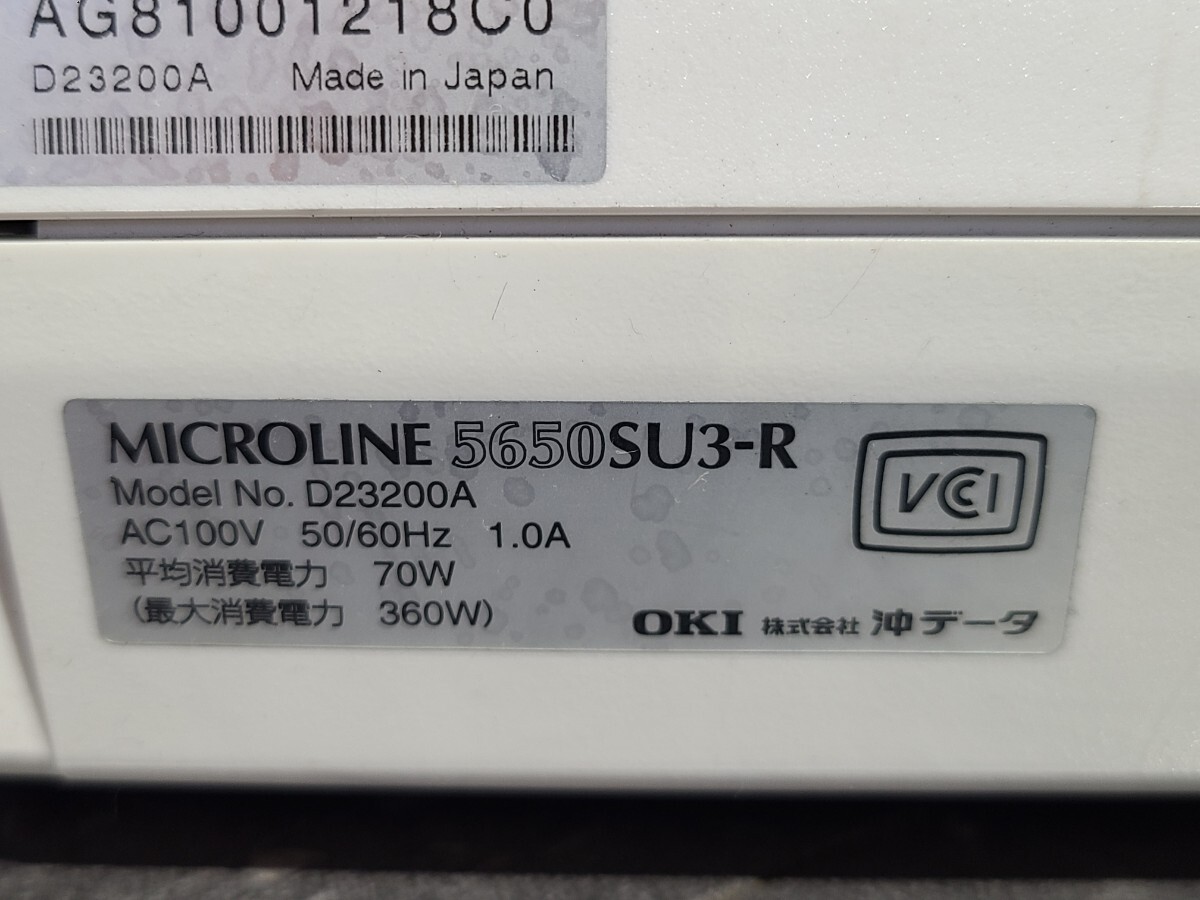 AG81001218C0
D23200A Made in Japan
MICROLINE 5650SU3-R
Model No. D23200A
AC100V 50/60Hz 1.0A
平均消費電力 70W
(最大消費電力 360W)
VCCI
OKI 株式会社 沖データ